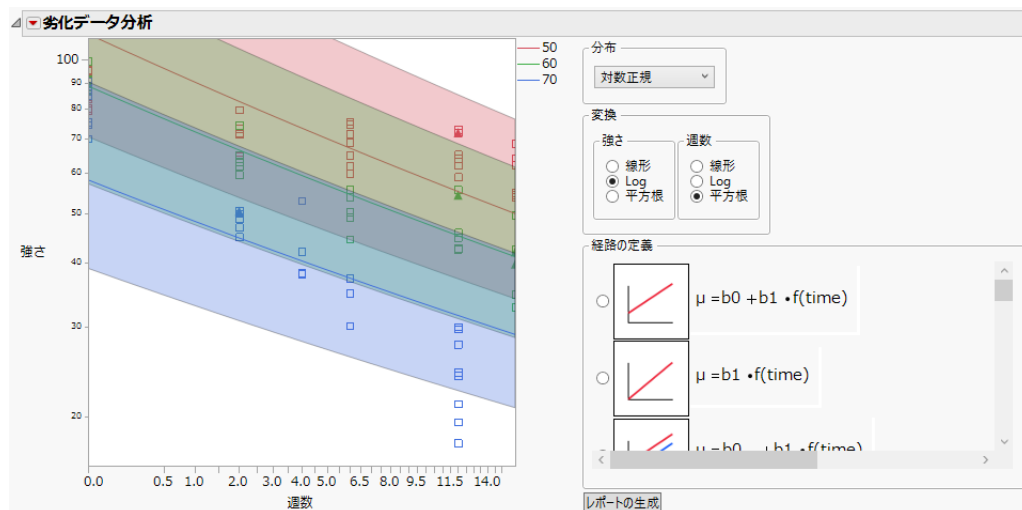 劣化データ分析
強さ
100
90
80
70
60
50
40
30
20
0.0 0.5 1.0 2.0 3.0 4.0 5.0 6.5 8.0 9.5 11.5 14.0
週数
50
60
70
分布
対数正規
変換
強さ
線形
Log
平方根
週数
線形
Log
平方根
経路の定義
μ =b0 +b1 •f(time)
μ =b1 •f(time)
μ =b0 +b1 •f(time)
レポートの生成